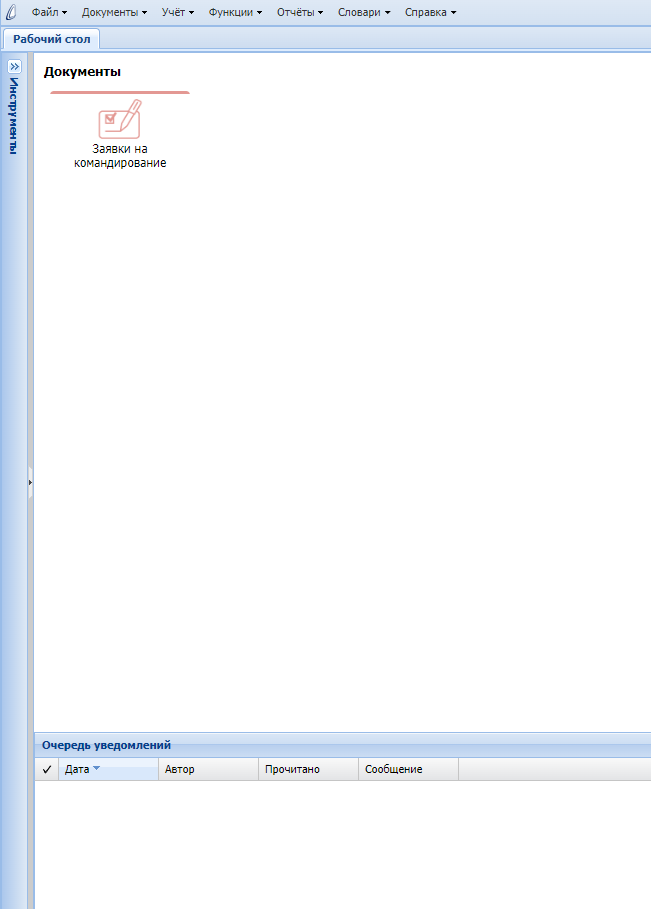 Файл Документы Учёт Функции Отчёты Словари Справка
Рабочий стол
Инструменты
Документы
Заявки на
командирование
Очередь уведомлений
Дата Автор Прочитано Сообщение